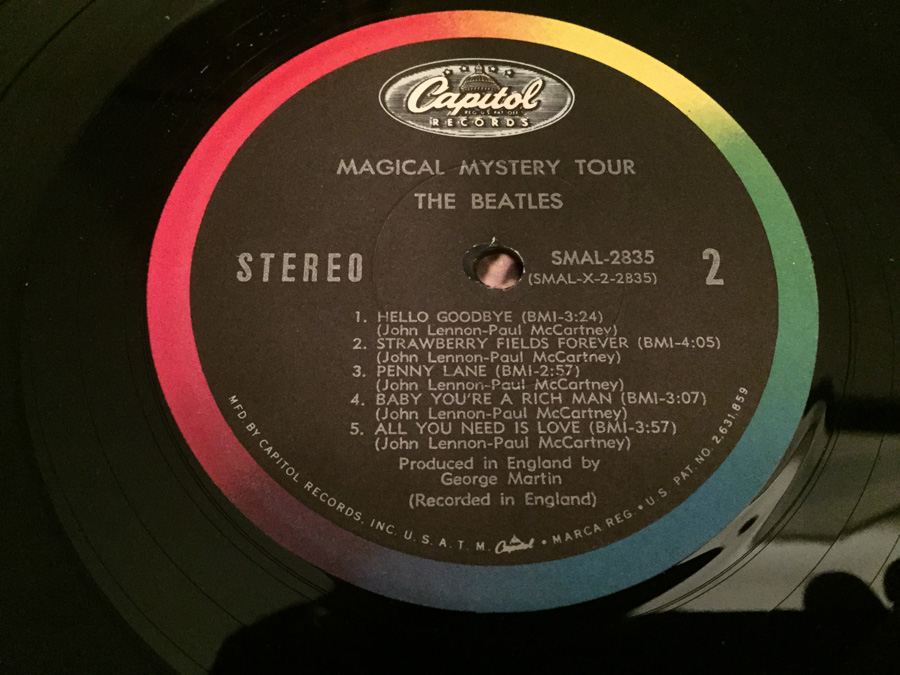 Capitol
REG. U.S. PAT. OFF.
RECORDS
MAGICAL MYSTERY TOUR
THE BEATLES
STEREO
SMAL-2835
(SMAL-X-2-2835)
2
1. HELLO GOODBYE (BMI-3:24)
(John Lennon-Paul McCartney)
2. STRAWBERRY FIELDS FOREVER (BMI-4:05)
(John Lennon-Paul McCartney)
3. PENNY LANE (BMI-2:57)
(John Lennon-Paul McCartney)
4. BABY YOU'RE A RICH MAN (BMI-3:07)
(John Lennon-Paul McCartney)
5. ALL YOU NEED IS LOVE (BMI-3:57)
(John Lennon-Paul McCartney)
Produced in England by
George Martin
(Recorded in England)
MFD BY CAPITOL RECORDS, INC. U.S.A. T.M. Capitol • MARCA REG. • U.S. PAT. NO. 2,631,859